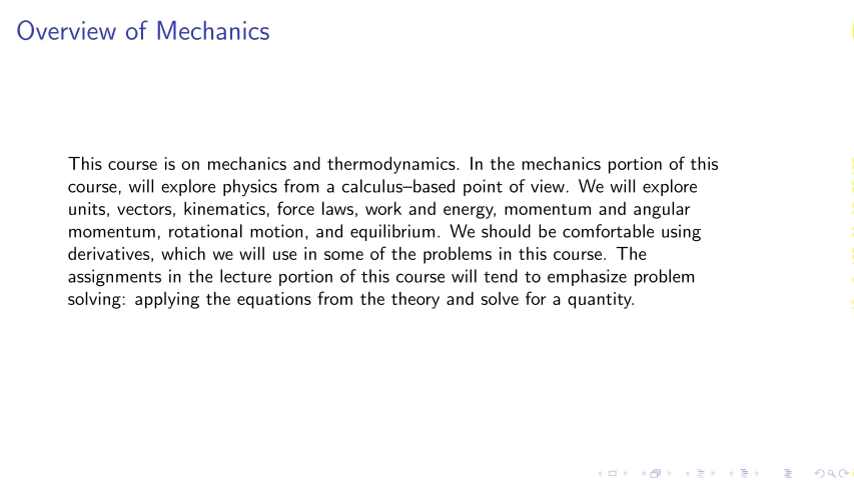 Overview of Mechanics
This course is on mechanics and thermodynamics. In the mechanics portion of this
course, will explore physics from a calculus–based point of view. We will explore
units, vectors, kinematics, force laws, work and energy, momentum and angular
momentum, rotational motion, and equilibrium. We should be comfortable using
derivatives, which we will use in some of the problems in this course. The
assignments in the lecture portion of this course will tend to emphasize problem
solving: applying the equations from the theory and solve for a quantity.